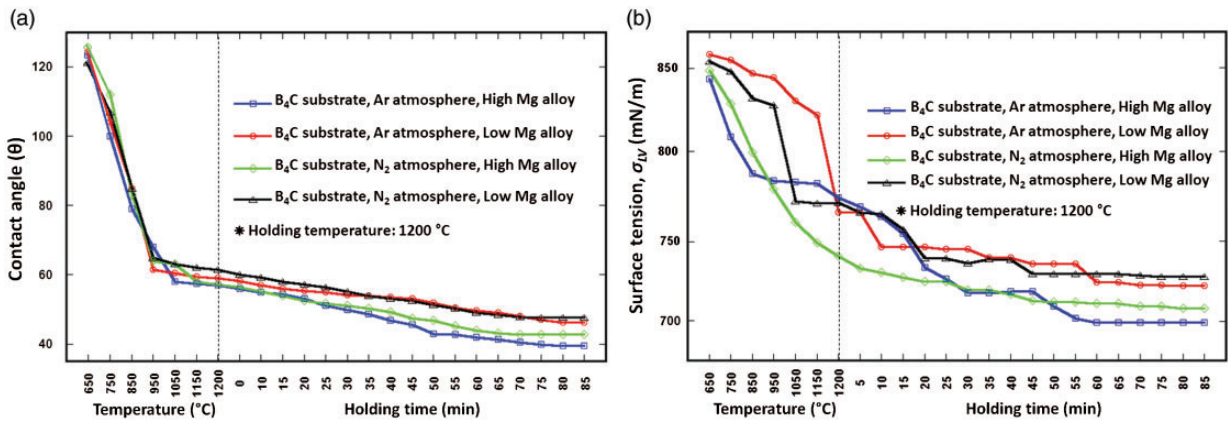 (a)
120
100
80
60
40
Contact angle (θ)
B₄C substrate, Ar atmosphere, High Mg alloy
B₄C substrate, Ar atmosphere, Low Mg alloy
B₄C substrate, N₂ atmosphere, High Mg alloy
B₄C substrate, N₂ atmosphere, Low Mg alloy
✷ Holding temperature: 1200 °C
650 750 850 950 1050 1150 1200 0 10 15 20 25 30 35 40 45 50 55 60 65 70 75 80 85
Temperature (°C) Holding time (min)
(b)
850
800
750
700
Surface tension, σLV (mN/m)
B₄C substrate, Ar atmosphere, High Mg alloy
B₄C substrate, Ar atmosphere, Low Mg alloy
B₄C substrate, N₂ atmosphere, High Mg alloy
B₄C substrate, N₂ atmosphere, Low Mg alloy
✷ Holding temperature: 1200 °C
650 750 850 950 1050 1150 1200 5 10 15 20 25 30 35 40 45 50 55 60 65 70 75 80 85
Temperature (°C) Holding time (min)